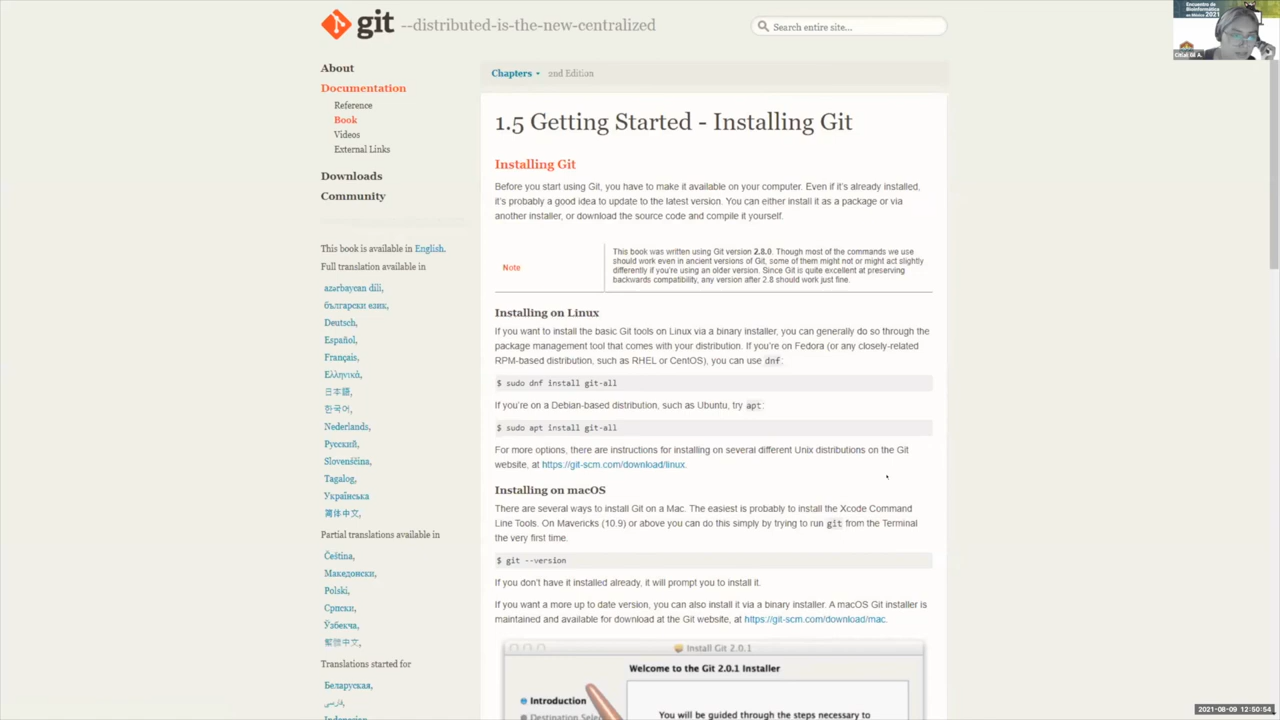 git --distributed-is-the-new-centralized
Search entire site...
Encuentro de
Bioinformática
en México 2021
About
Documentation
Reference
Book
Videos
External Links
Downloads
Community
This book is available in English.
Full translation available in
azərbaycan dili,
български език,
Deutsch,
Español,
Français,
Ελληνικά,
日本語,
한국어,
Nederlands,
Русский,
Slovenščina,
Tagalog,
Українська
简体中文,
Partial translations available in
Čeština,
Македонски,
Polski,
Српски,
Ўзбекча,
繁體中文,
Translations started for
Беларуская,
فارسی,
Indonesian
Chapters 2nd Edition
1.5 Getting Started - Installing Git
Installing Git
Before you start using Git, you have to make it available on your computer. Even if it's already installed,
it's probably a good idea to update to the latest version. You can either install it as a package or via
another installer, or download the source code and compile it yourself.
Note
This book was written using Git version 2.8.0. Though most of the commands we use
should work even in ancient versions of Git, some of them might not or might act slightly
differently if you're using an older version. Since Git is quite excellent at preserving
backwards compatibility, any version after 2.8 should work just fine.
Installing on Linux
If you want to install the basic Git tools on Linux via a binary installer, you can generally do so through the
package management tool that comes with your distribution. If you're on Fedora (or any closely-related
RPM-based distribution, such as RHEL or CentOS), you can use dnf:
$ sudo dnf install git-all
If you're on a Debian-based distribution, such as Ubuntu, try apt:
$ sudo apt install git-all
For more options, there are instructions for installing on several different Unix distributions on the Git
website, at https://git-scm.com/download/linux.
Installing on macOS
There are several ways to install Git on a Mac. The easiest is probably to install the Xcode Command
Line Tools. On Mavericks (10.9) or above you can do this simply by trying to run git from the Terminal
the very first time.
$ git --version
If you don't have it installed already, it will prompt you to install it.
If you want a more up to date version, you can also install it via a binary installer. A macOS Git installer is
maintained and available for download at the Git website, at https://git-scm.com/download/mac.
Install Git 2.0.1
Welcome to the Git 2.0.1 Installer
Introduction
Destination Selec
You will be guided through the steps necessary to
2021-08-09 12:50:54